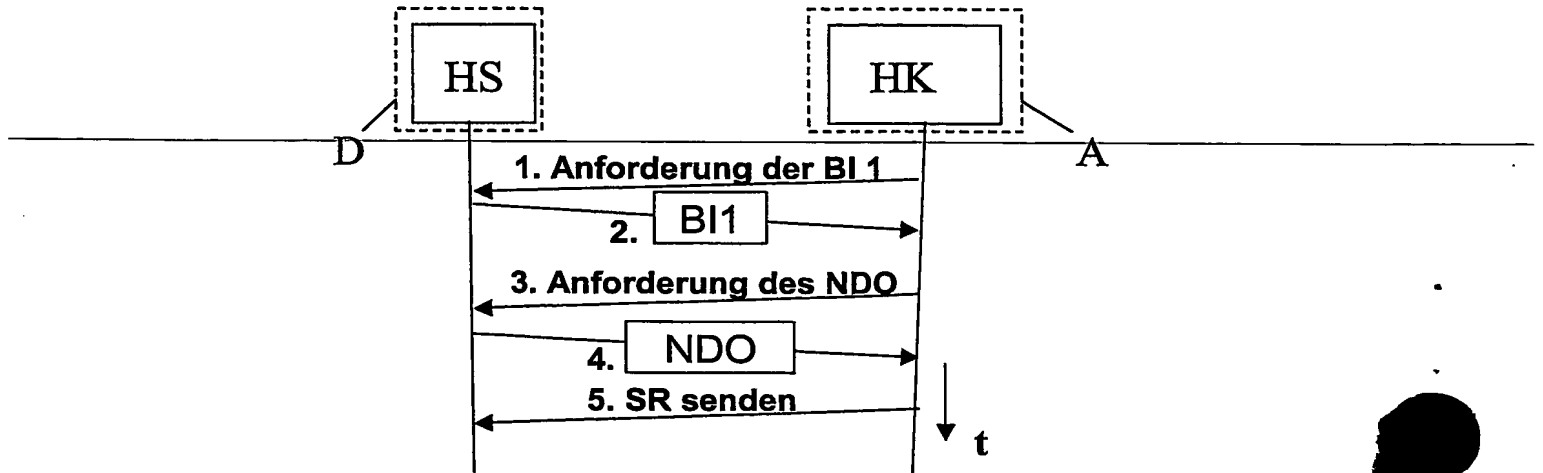 HS
HK
D
A
1. Anforderung der BI 1
2.
BI1
3. Anforderung des NDO
4.
NDO
5. SR senden
t